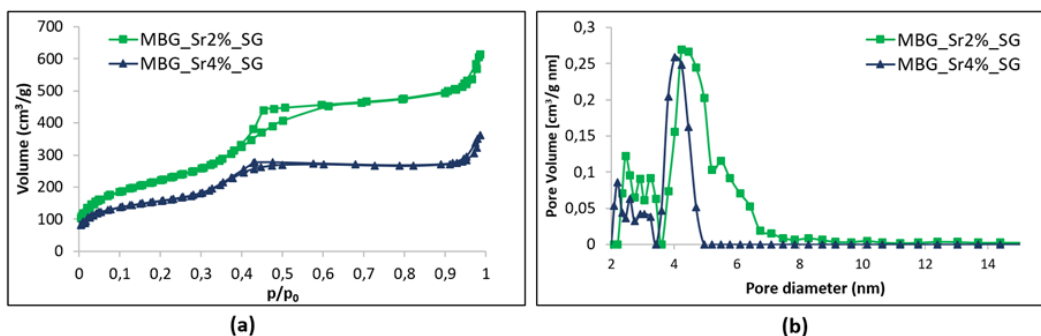 MBG_Sr2%_SG
MBG_Sr4%_SG
Volume (cm³/g)
700
600
500
400
300
200
100
0
0 0,1 0,2 0,3 0,4 0,5 0,6 0,7 0,8 0,9 1
p/p₀
(a)
MBG_Sr2%_SG
MBG_Sr4%_SG
Pore Volume [cm³/g nm]
0,3
0,25
0,2
0,15
0,1
0,05
0
2 4 6 8 10 12 14
Pore diameter (nm)
(b)